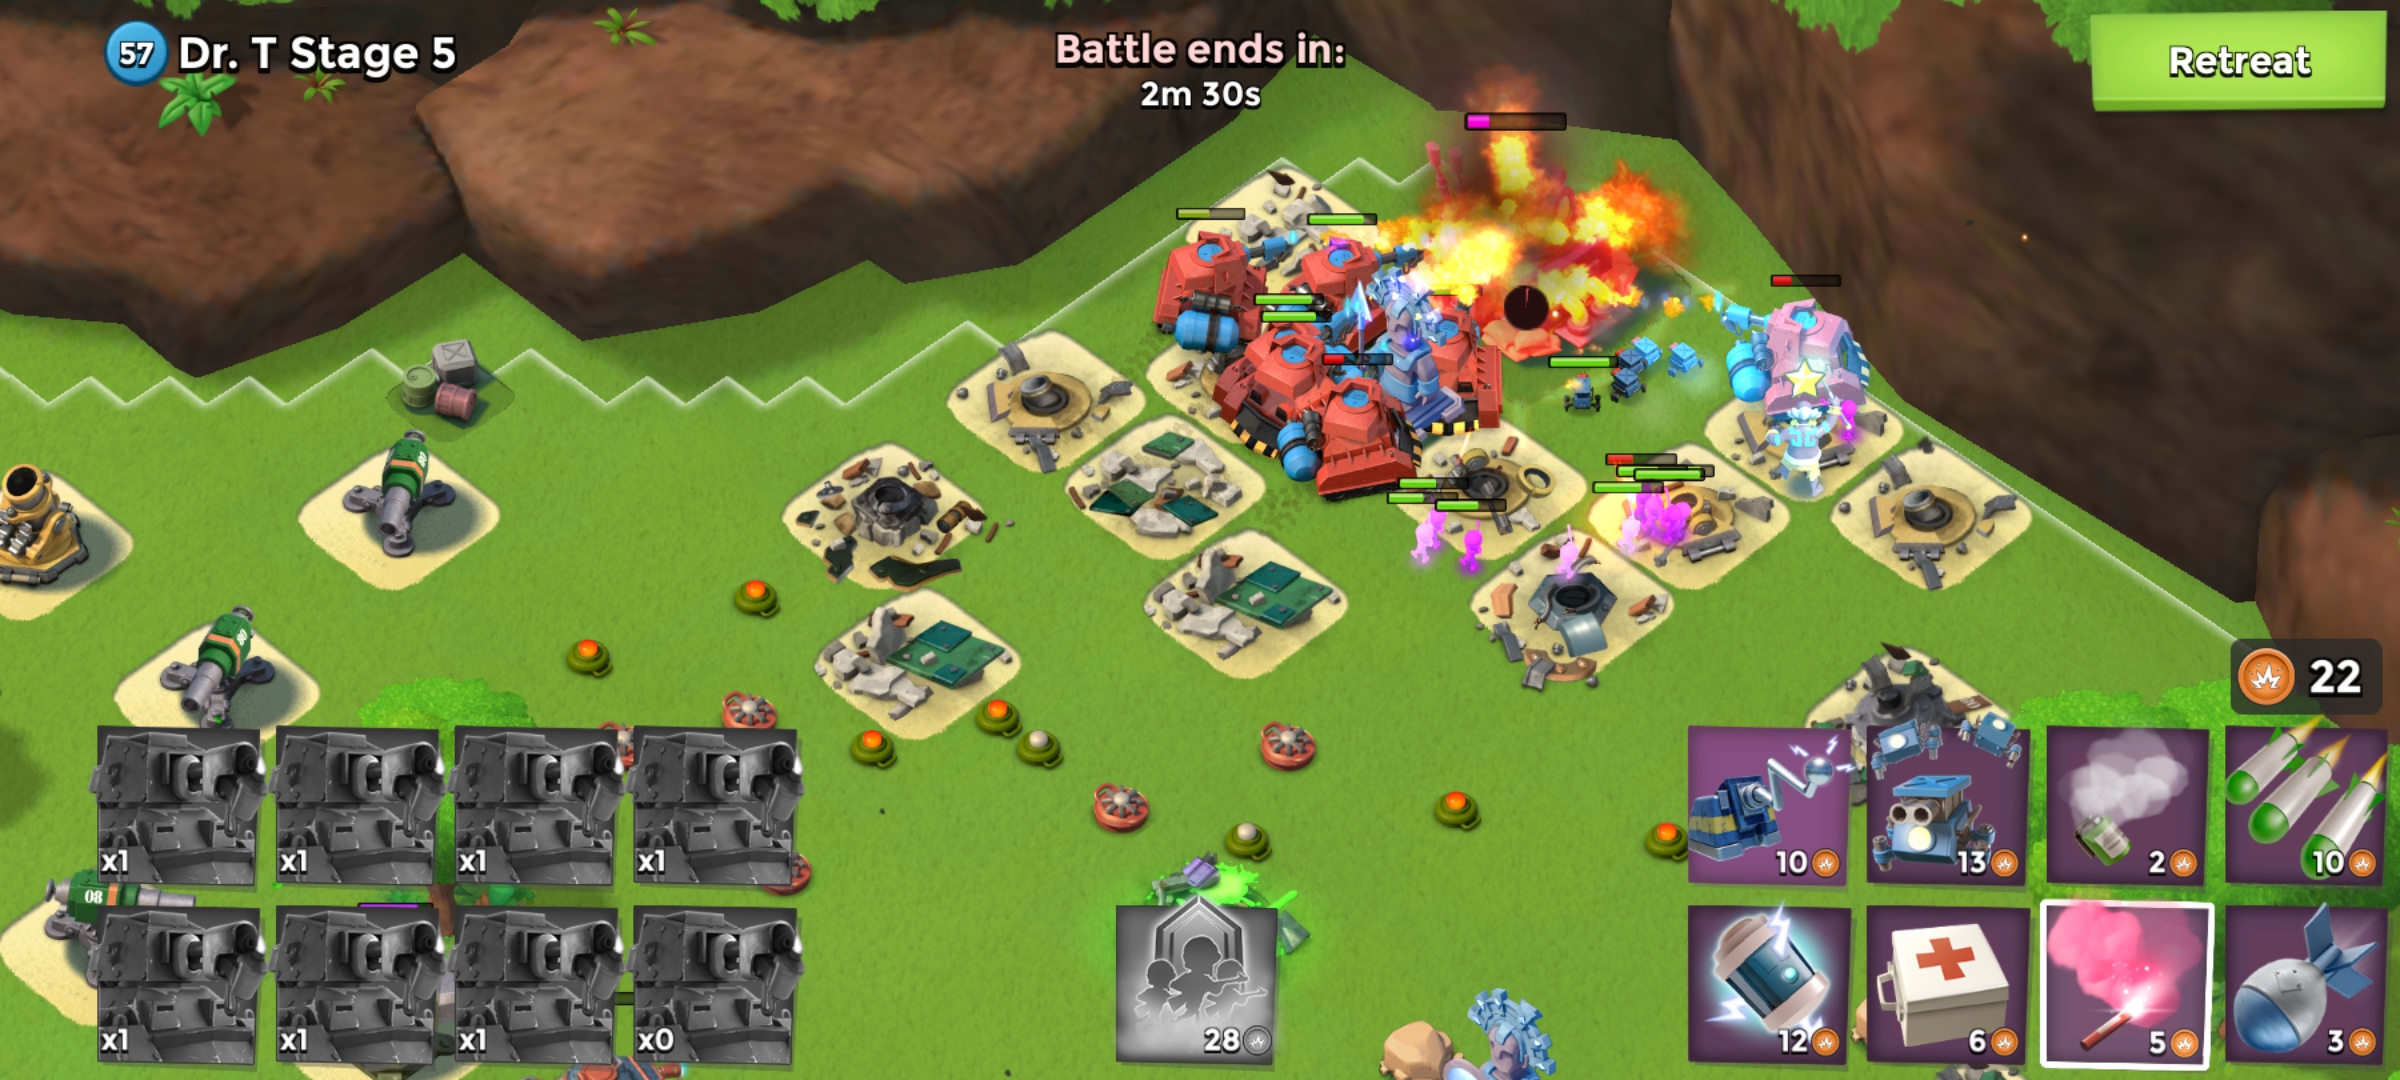 57 Dr. T Stage 5
Battle ends in:
2m 30s
Retreat
22
x1 x1 x1 x1
10 13 2 10
08
x1 x1 x1 x0
28
12 6 5 3